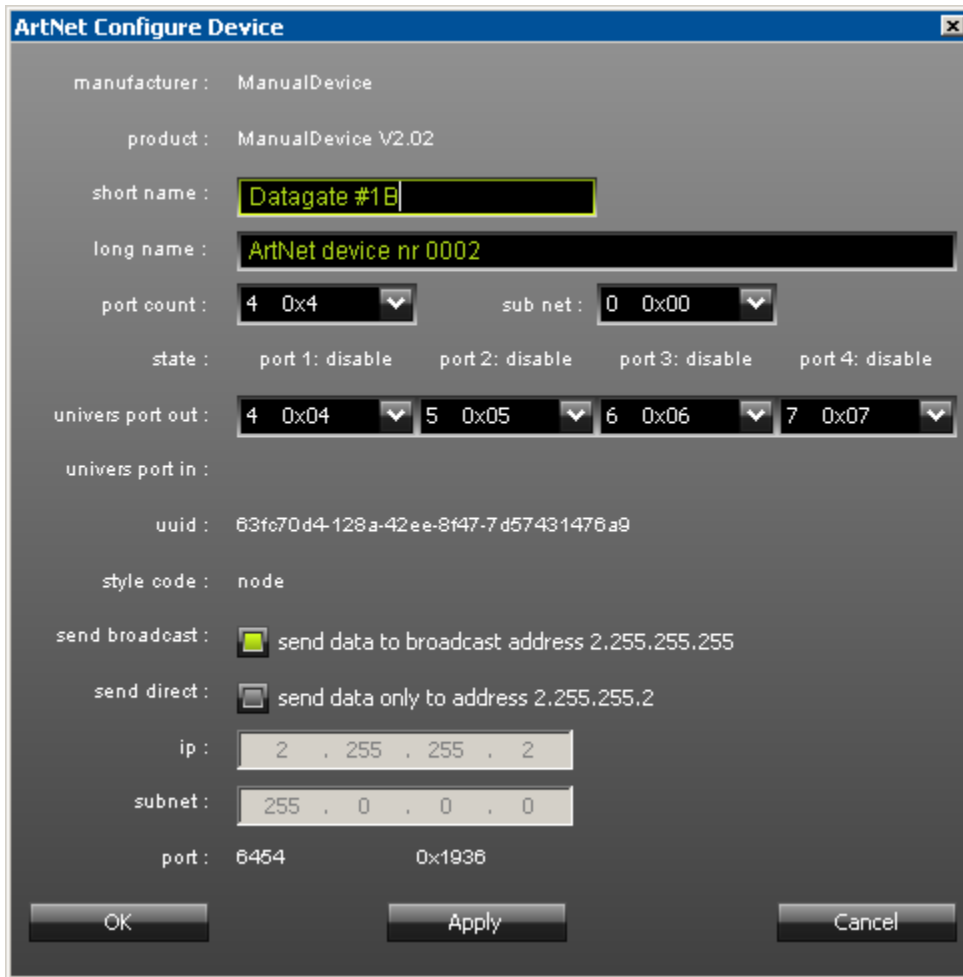 ArtNet Configure Device
manufacturer : ManualDevice
product : ManualDevice V2.02
short name : Datagate #1B
long name : ArtNet device nr 0002
port count : 4 0x4 sub net : 0 0x00
state : port 1: disable port 2: disable port 3: disable port 4: disable
univers port out : 4 0x04 5 0x05 6 0x06 7 0x07
univers port in :
uuid : 63fc70d4-128a-42ee-8f47-7d57431476a9
style code : node
send broadcast : send data to broadcast address 2.255.255.255
send direct : send data only to address 2.255.255.2
ip : 2 . 255 . 255 . 2
subnet : 255 . 0 . 0 . 0
port : 6454 0x1936
OK Apply Cancel